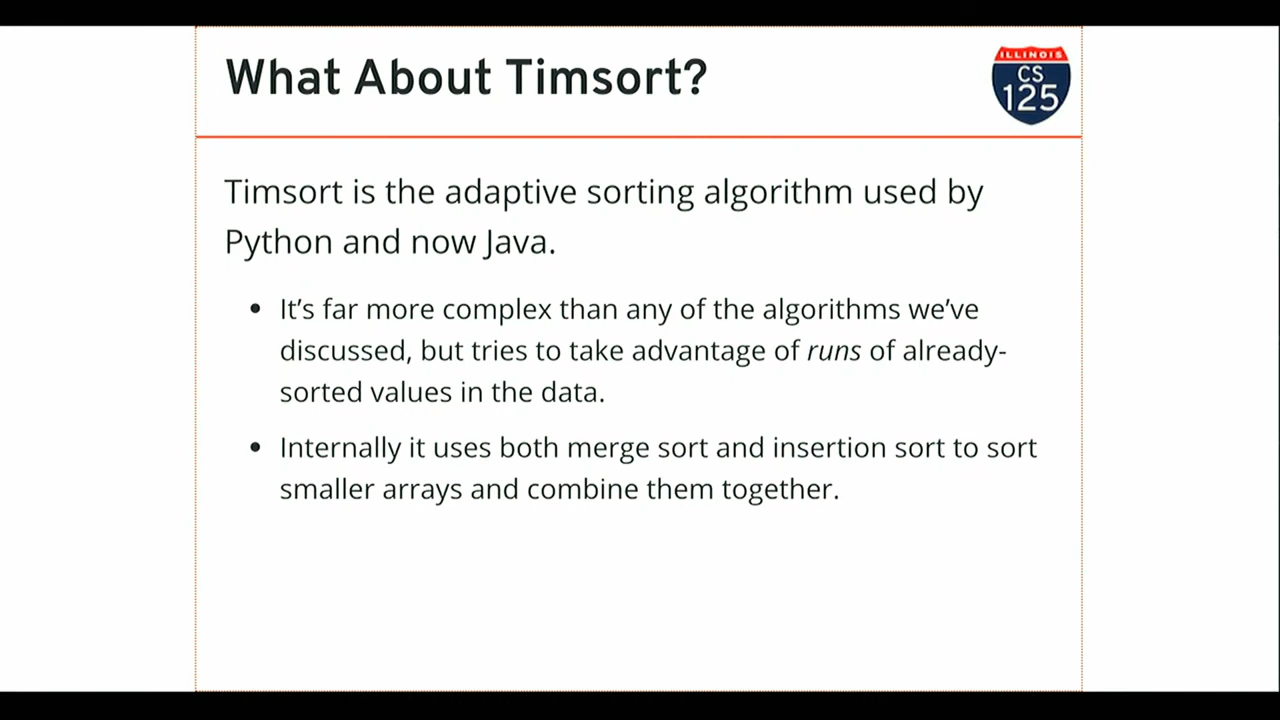 What About Timsort?
ILLINOIS
CS
125
Timsort is the adaptive sorting algorithm used by
Python and now Java.
• It’s far more complex than any of the algorithms we’ve
discussed, but tries to take advantage of runs of already-
sorted values in the data.
• Internally it uses both merge sort and insertion sort to sort
smaller arrays and combine them together.